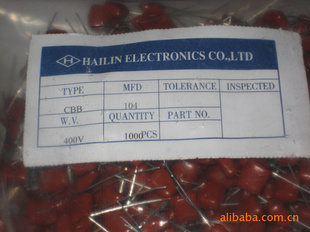 HAILIN ELECTRONICS CO.,LTD
TYPE MFD TOLERANCE INSPECTED
CBB 104
W.V. QUANTITY PART NO.
400V 1000PCS
alibaba.com.cn